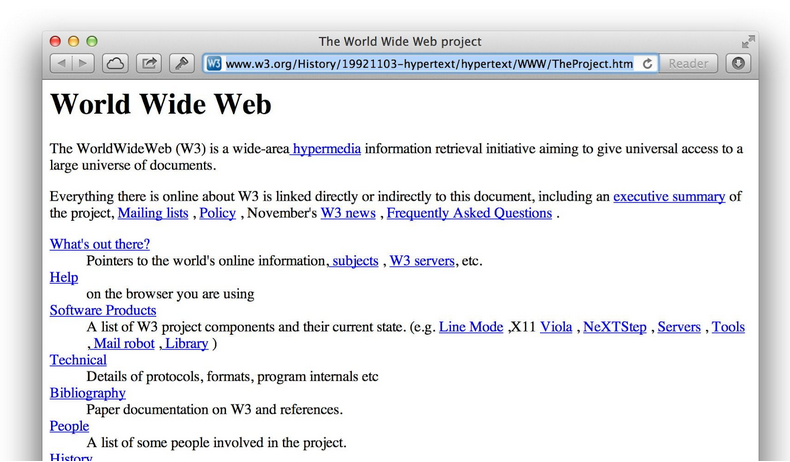 The World Wide Web project
W3 www.w3.org/History/19921103-hypertext/hypertext/WWW/TheProject.htm
Reader
World Wide Web
The WorldWideWeb (W3) is a wide-area hypermedia information retrieval initiative aiming to give universal access to a
large universe of documents.
Everything there is online about W3 is linked directly or indirectly to this document, including an executive summary of
the project, Mailing lists , Policy , November's W3 news , Frequently Asked Questions .
What's out there?
Pointers to the world's online information, subjects , W3 servers, etc.
Help
on the browser you are using
Software Products
A list of W3 project components and their current state. (e.g. Line Mode ,X11 Viola , NeXTStep , Servers , Tools
, Mail robot , Library )
Technical
Details of protocols, formats, program internals etc
Bibliography
Paper documentation on W3 and references.
People
A list of some people involved in the project.
History